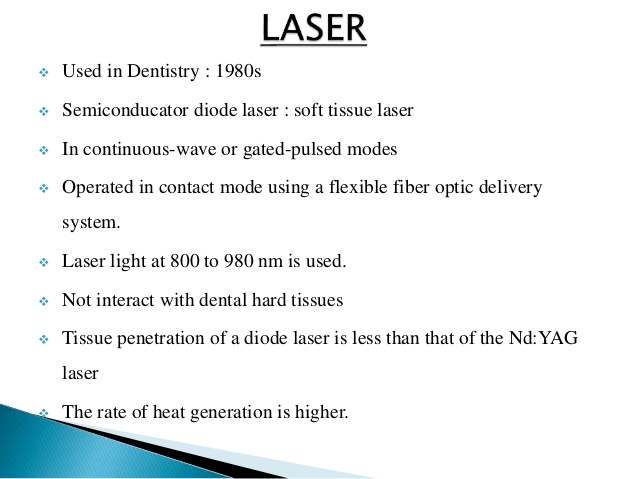 LASER
Used in Dentistry : 1980s
Semiconducator diode laser : soft tissue laser
In continuous-wave or gated-pulsed modes
Operated in contact mode using a flexible fiber optic delivery
system.
Laser light at 800 to 980 nm is used.
Not interact with dental hard tissues
Tissue penetration of a diode laser is less than that of the Nd:YAG
laser
The rate of heat generation is higher.